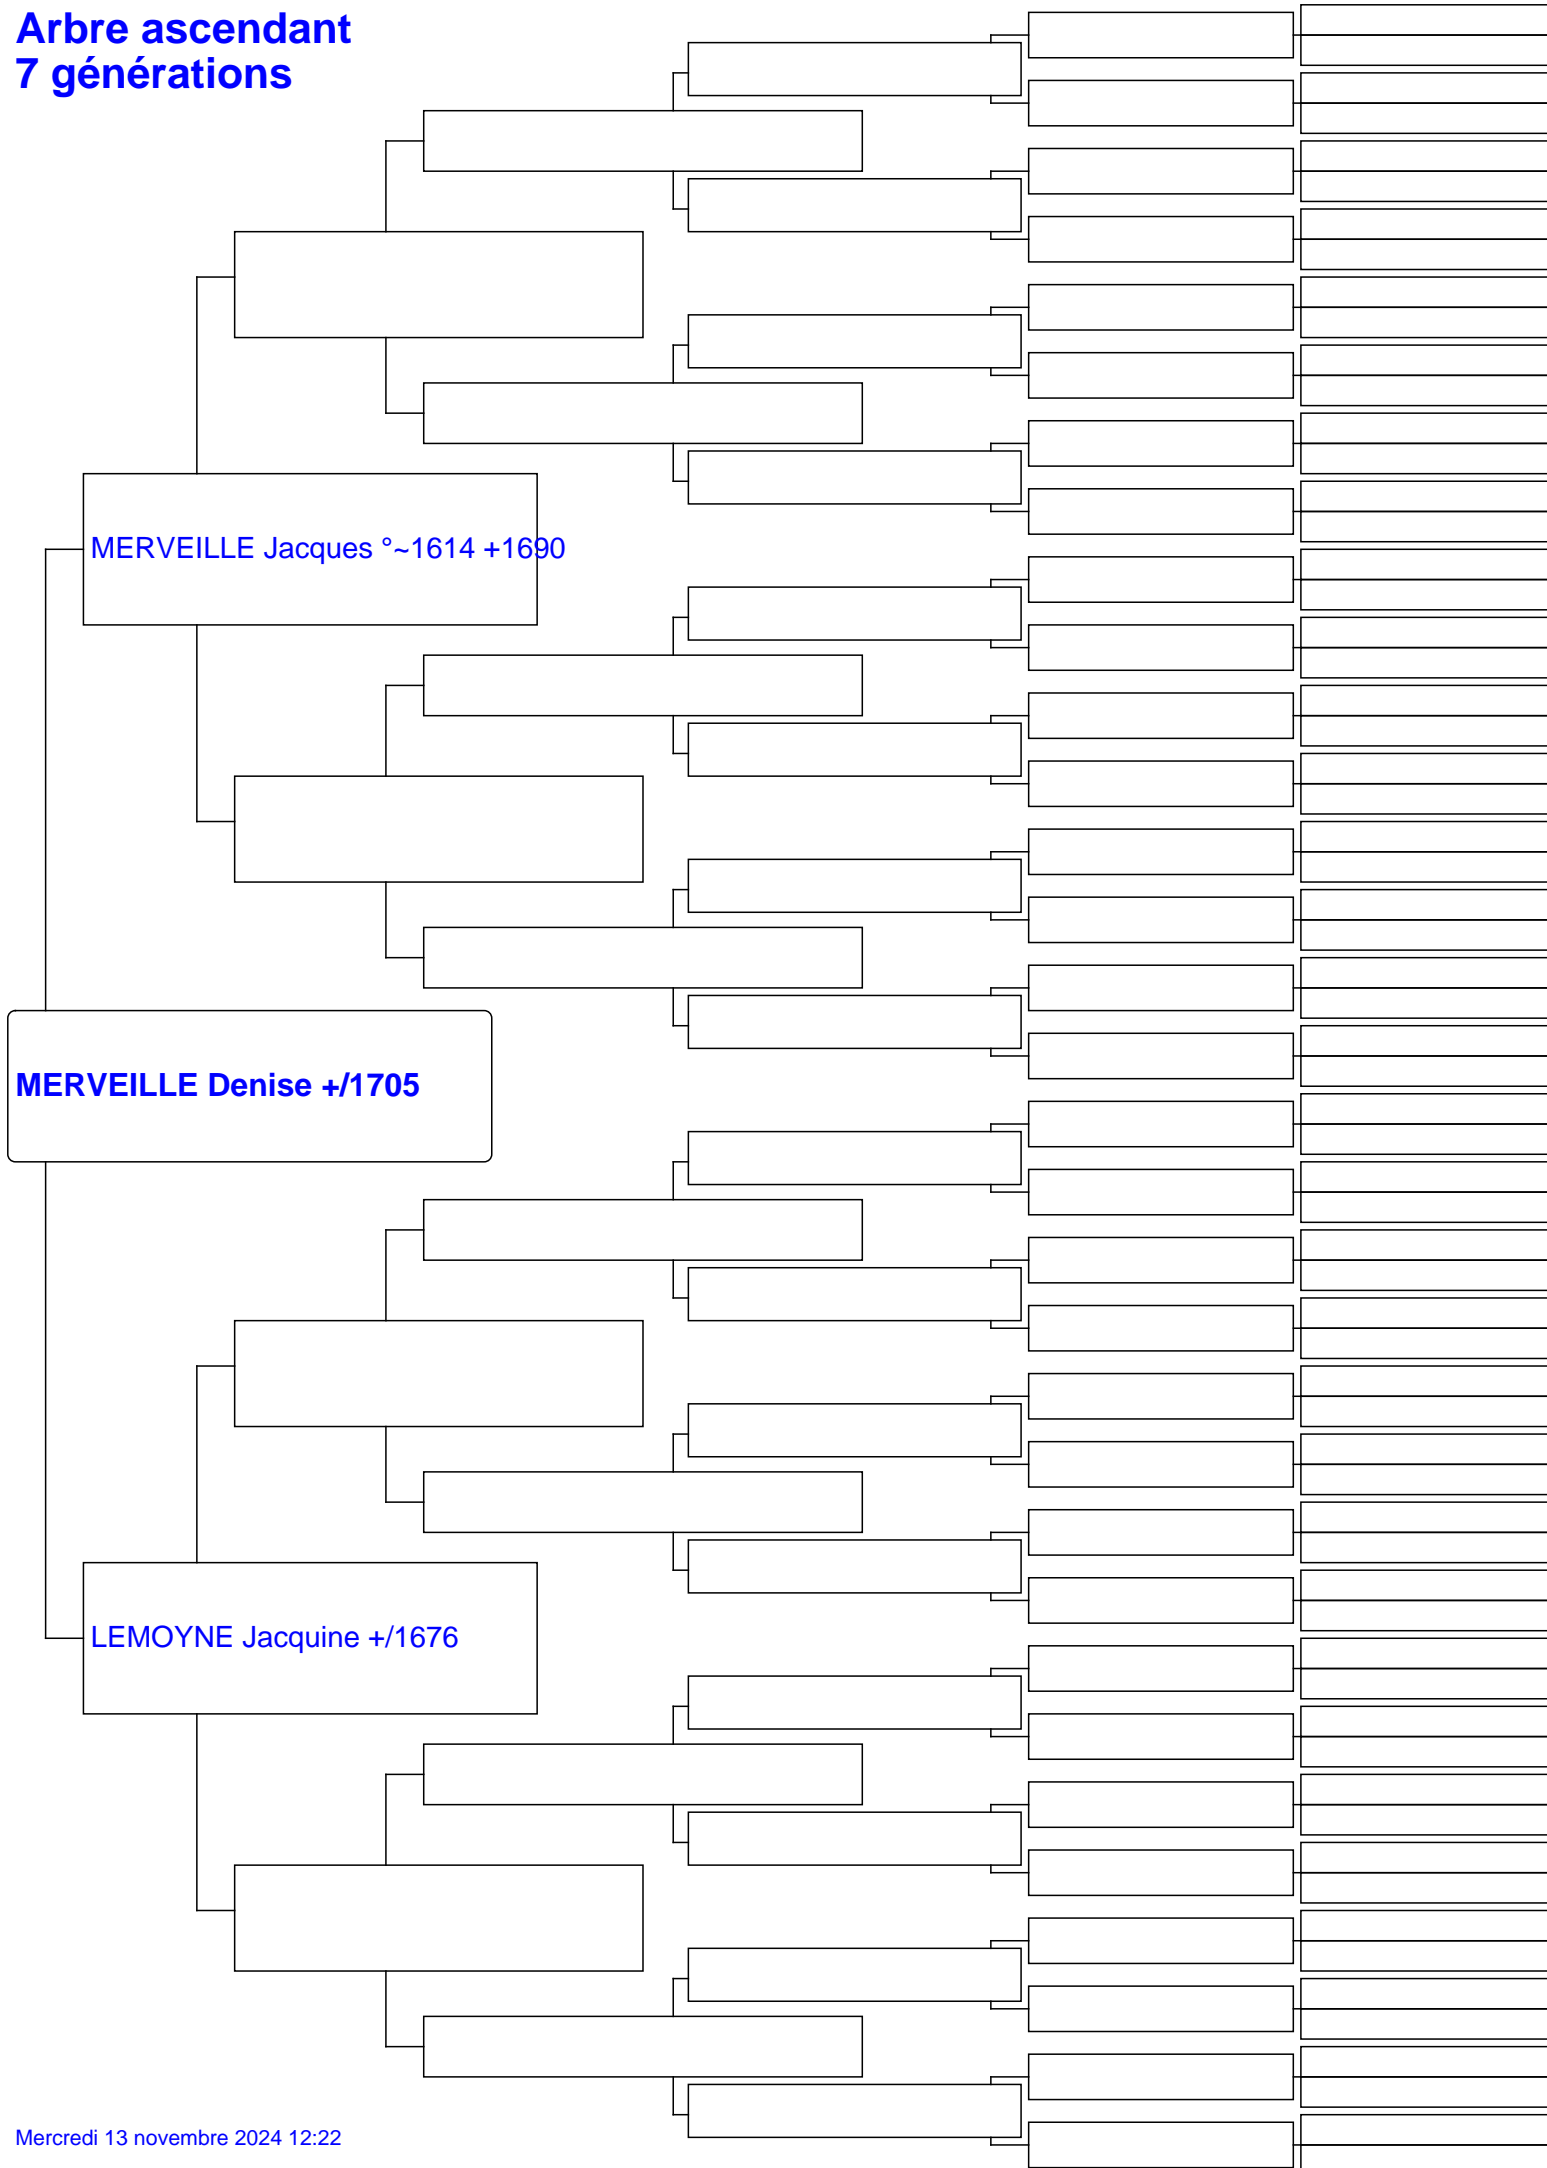 Arbre ascendant
7 générations
MERVEILLE Jacques °~1614 +1690
MERVEILLE Denise +/1705
LEMOYNE Jacquine +/1676
Mercredi 13 novembre 2024 12:22